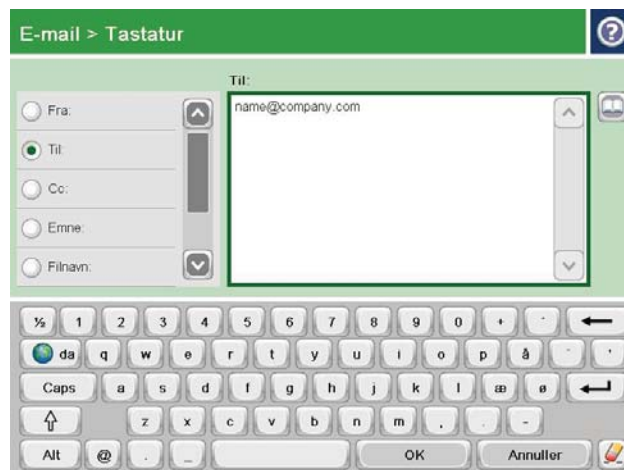 E-mail > Tastatur
?
Til:
Fra:
name@company.com
Til:
Cc:
Emne:
Filnavn:
½ 1 2 3 4 5 6 7 8 9 0 +
da q w e r t y u i o p å
Caps a s d f g h j k l æ ø
z x c v b n m , . -
Alt @ . _ OK Annuller